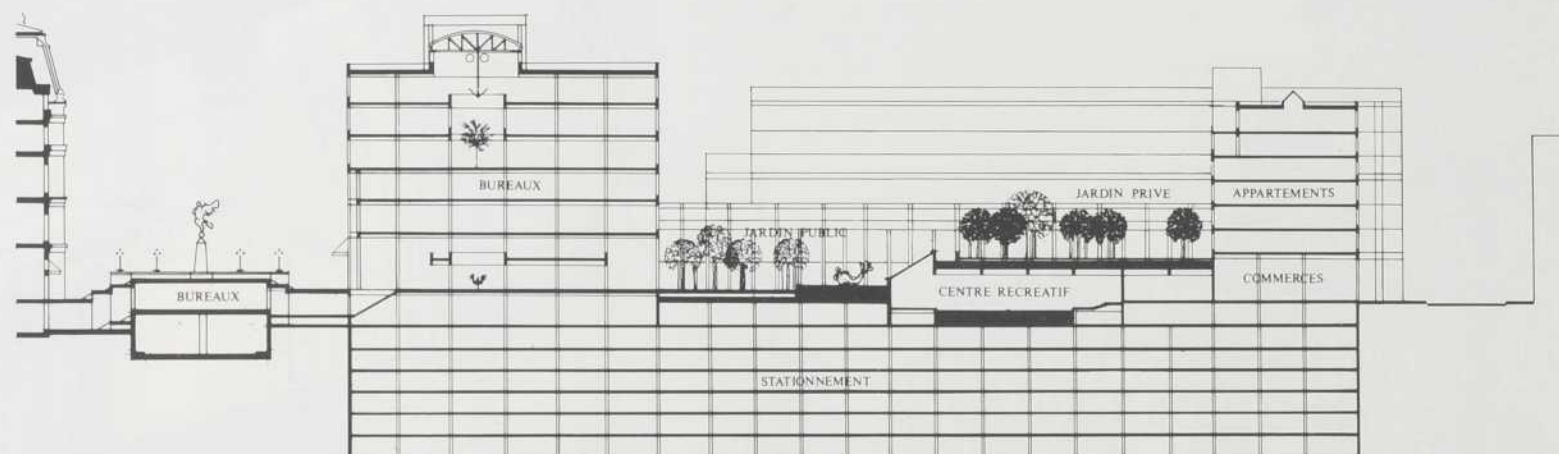 BUREAUX
JARDIN PRIVE
APPARTEMENTS
JARDIN PUBLIC
COMMERCES
CENTRE RECREATIF
BUREAUX
STATIONNEMENT